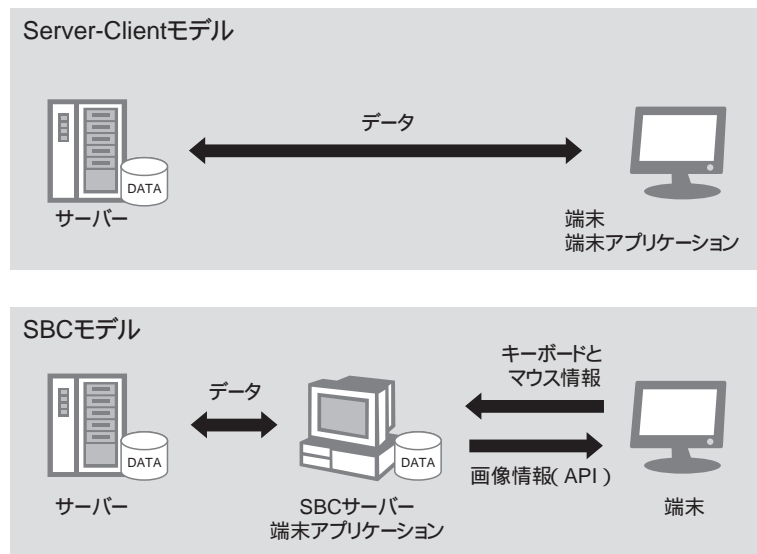 Server-Clientモデル
データ
DATA
サーバー
端末
端末アプリケーション
SBCモデル
キーボードと
マウス情報
データ
DATA
DATA
画像情報（API）
サーバー
SBCサーバー
端末アプリケーション
端末